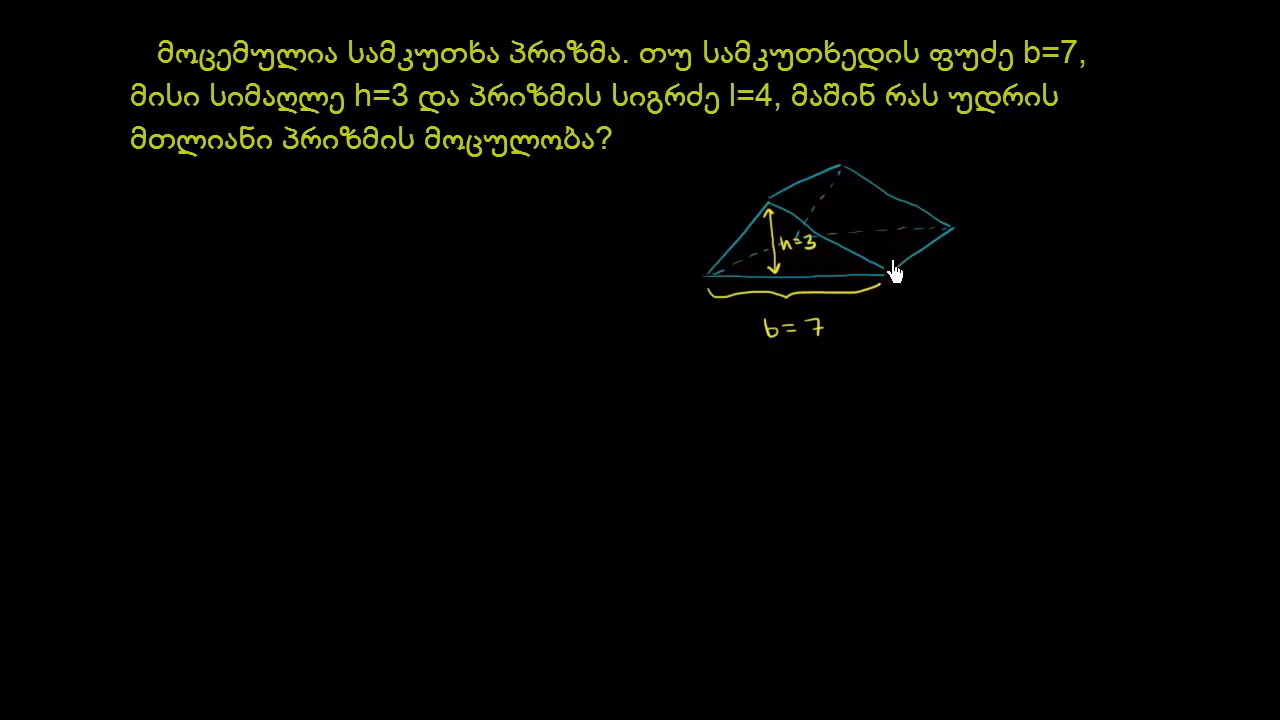 მოცემულია სამკუთხა პრიზმა. თუ სამკუთხედის ფუძე b=7,
მისი სიმაღლე h=3 და პრიზმის სიგრძე l=4, მაშინ რას უდრის
მთლიანი პრიზმის მოცულობა?
h=3
b=7